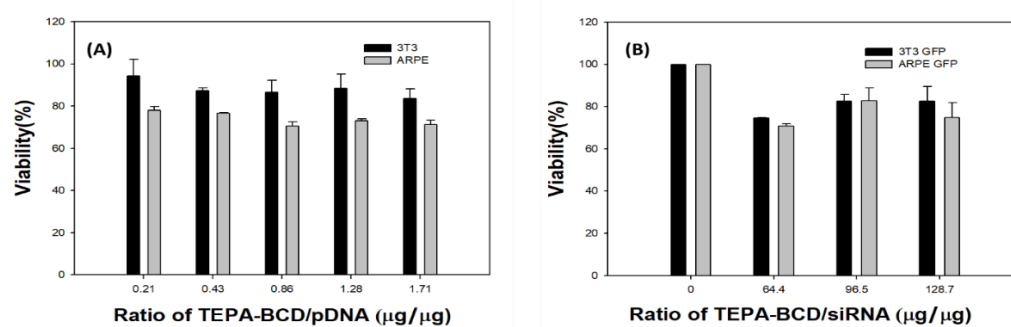 (A)
3T3
ARPE
Viability(%)
120
100
80
60
40
20
0
0.21 0.43 0.86 1.28 1.71
Ratio of TEPA-BCD/pDNA (μg/μg)
(B)
3T3 GFP
ARPE GFP
Viability(%)
120
100
80
60
40
20
0
0 64.4 96.5 128.7
Ratio of TEPA-BCD/siRNA (μg/μg)